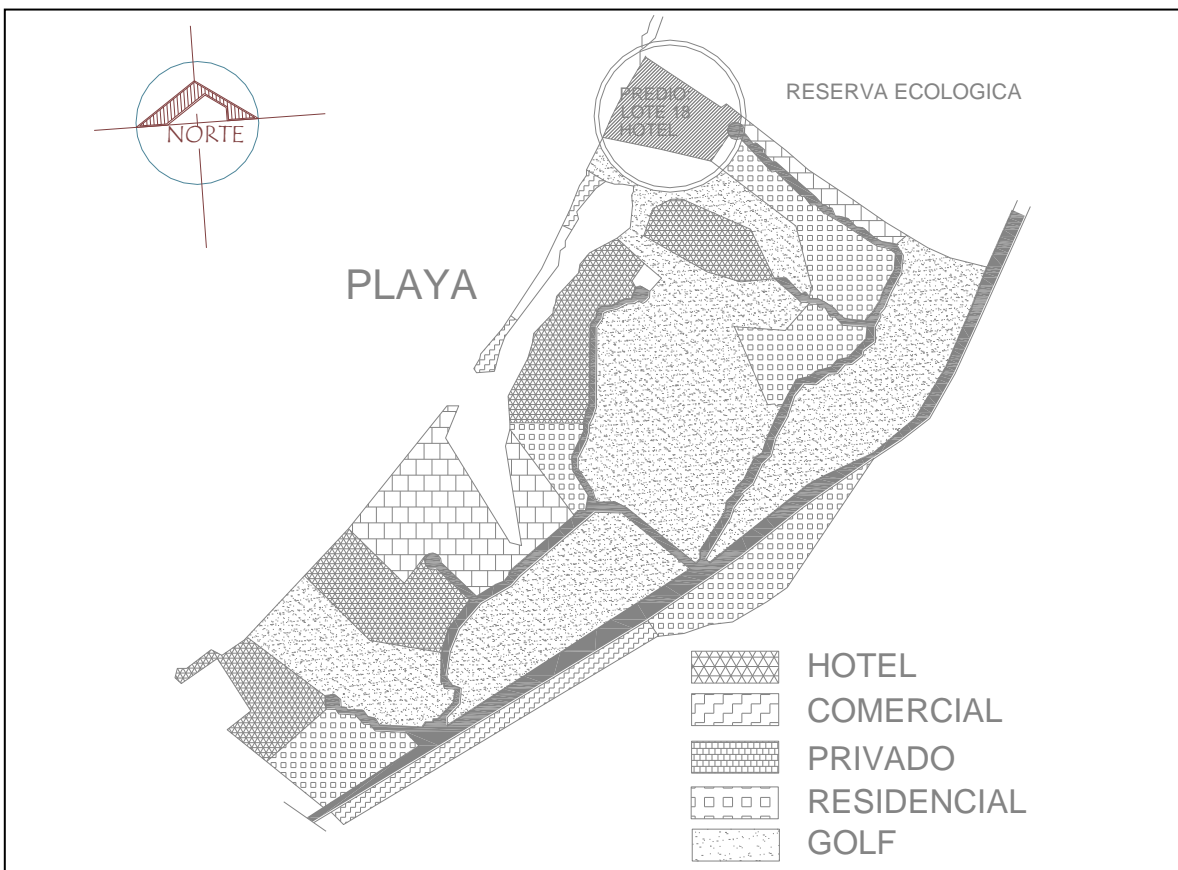 NORTE
PREDIO:
LOTE 18
HOTEL
RESERVA ECOLOGICA
PLAYA
HOTEL
COMERCIAL
PRIVADO
RESIDENCIAL
GOLF